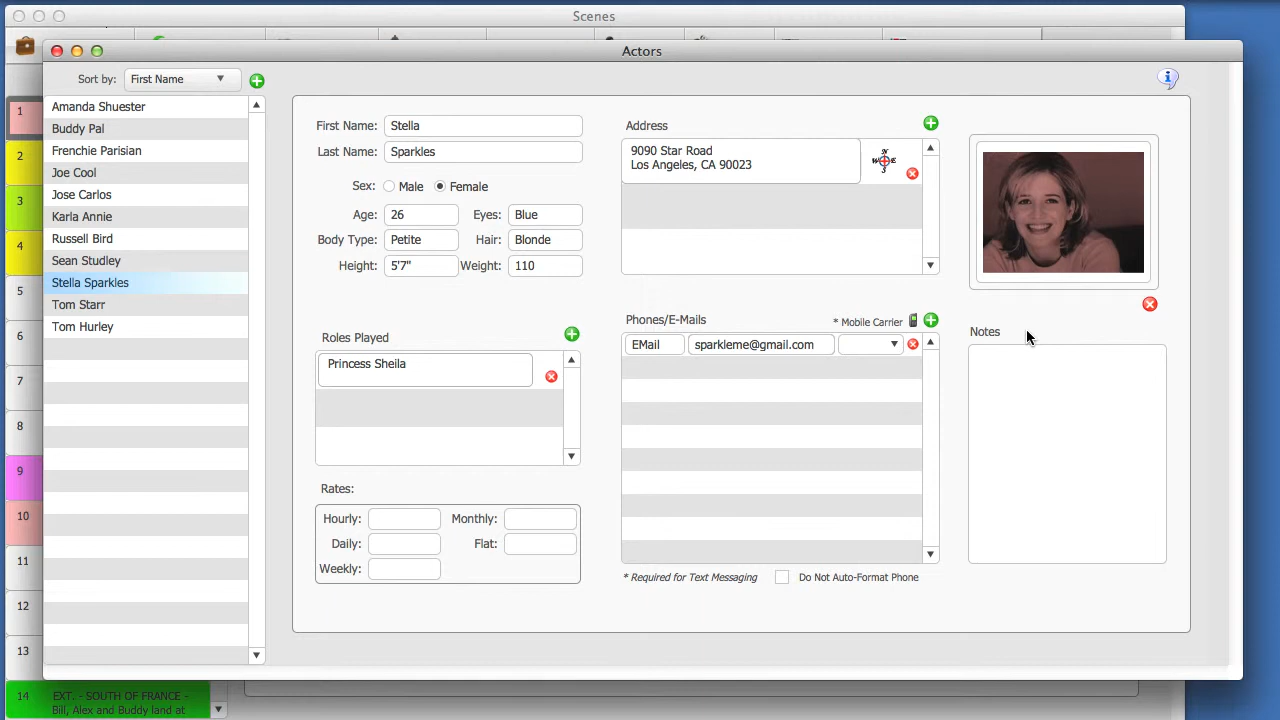 Scenes
Actors
Sort by: First Name
Amanda Shuester
Buddy Pal
Frenchie Parisian
Joe Cool
Jose Carlos
Karla Annie
Russell Bird
Sean Studley
Stella Sparkles
Tom Starr
Tom Hurley
1
2
3
4
5
6
7
8
9
10
11
12
13
14
EXT. - SOUTH OF FRANCE -
Bill, Alex and Buddy land at
First Name: Stella
Last Name: Sparkles
Sex: Male Female
Age: 26 Eyes: Blue
Body Type: Petite Hair: Blonde
Height: 5'7" Weight: 110
Roles Played
Princess Sheila
Rates:
Hourly: Monthly:
Daily: Flat:
Weekly:
Address
9090 Star Road
Los Angeles, CA 90023
N
W E
S
Phones/E-Mails * Mobile Carrier
EMail sparkleme@gmail.com
* Required for Text Messaging Do Not Auto-Format Phone
Notes